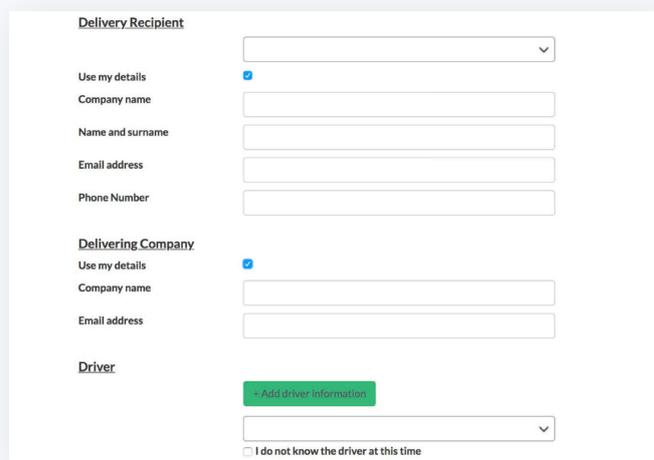 Delivery Recipient
Use my details
Company name
Name and surname
Email address
Phone Number
Delivering Company
Use my details
Company name
Email address
Driver
+ Add driver information
I do not know the driver at this time